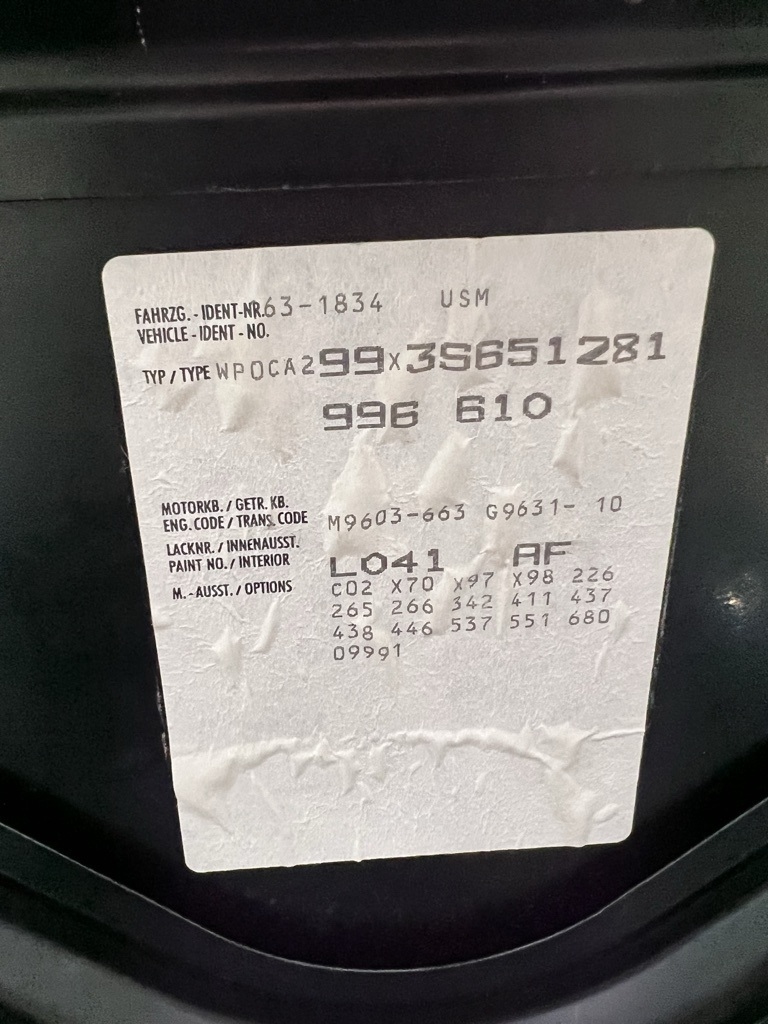 FAHRZG. - IDENT-NR. 63-1834 USM
VEHICLE - IDENT - NO.
TYP / TYPE WP0CA299X3S651281
996 610
MOTORKB. / GETR. KB.
ENG. CODE / TRANS. CODE M9603-663 G9631- 10
LACKNR. / INNENAUSST.
PAINT NO. / INTERIOR L041 AF
M. - AUSST. / OPTIONS C02 X70 X97 X98 226
265 266 342 411 437
438 446 537 551 680
09991